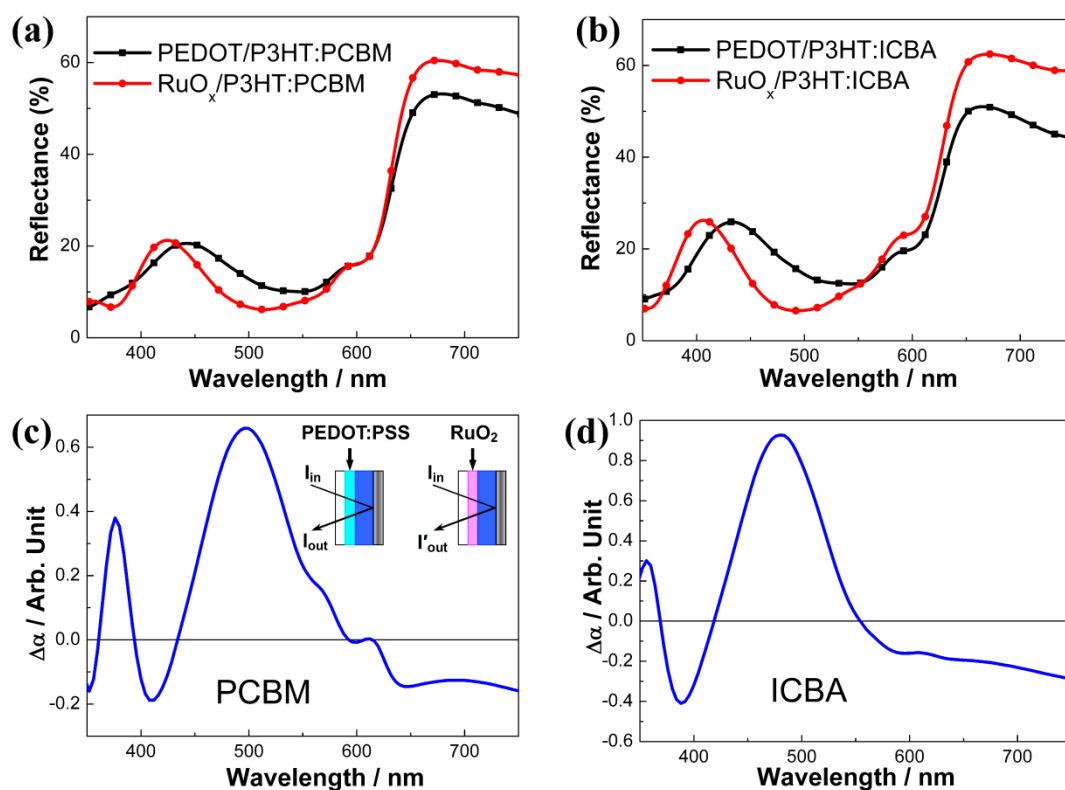 (a)
PEDOT/P3HT:PCBM
RuOx/P3HT:PCBM
Reflectance (%)
60
40
20
0
400 500 600 700
Wavelength / nm
(b)
PEDOT/P3HT:ICBA
RuOx/P3HT:ICBA
Reflectance (%)
60
40
20
0
400 500 600 700
Wavelength / nm
(c)
PEDOT:PSS RuO2
Iin Iin
Iout I'out
Δα / Arb. Unit
0.6
0.4
0.2
0.0
-0.2
PCBM
400 500 600 700
Wavelength / nm
(d)
Δα / Arb. Unit
1.0
0.8
0.6
0.4
0.2
0.0
-0.2
-0.4
-0.6
ICBA
400 500 600 700
Wavelength / nm